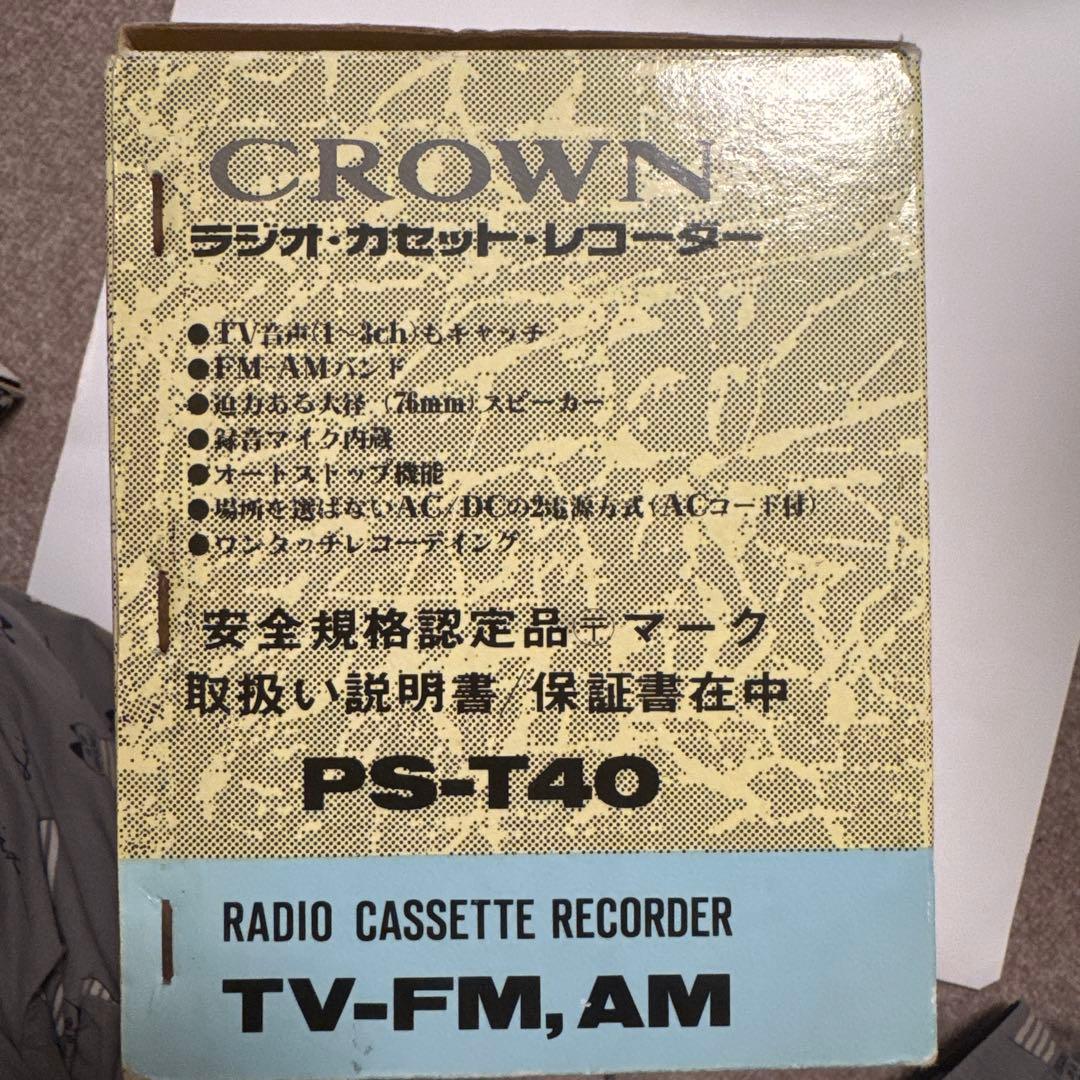 CROWN
ラジオ・カセット・レコーダー
●TV音声(1〜3ch)もキャッチ
●FM-AMバンド
●迫力ある大径(76mm)スピーカー
●録音マイク内蔵
●オートストップ機能
●場所を選ばないAC/DCの2電源方式(ACコード付)
●ワンタッチレコーデイング
安全規格認定品〶マーク
取扱い説明書/保証書在中
PS-T40
RADIO CASSETTE RECORDER
TV-FM, AM